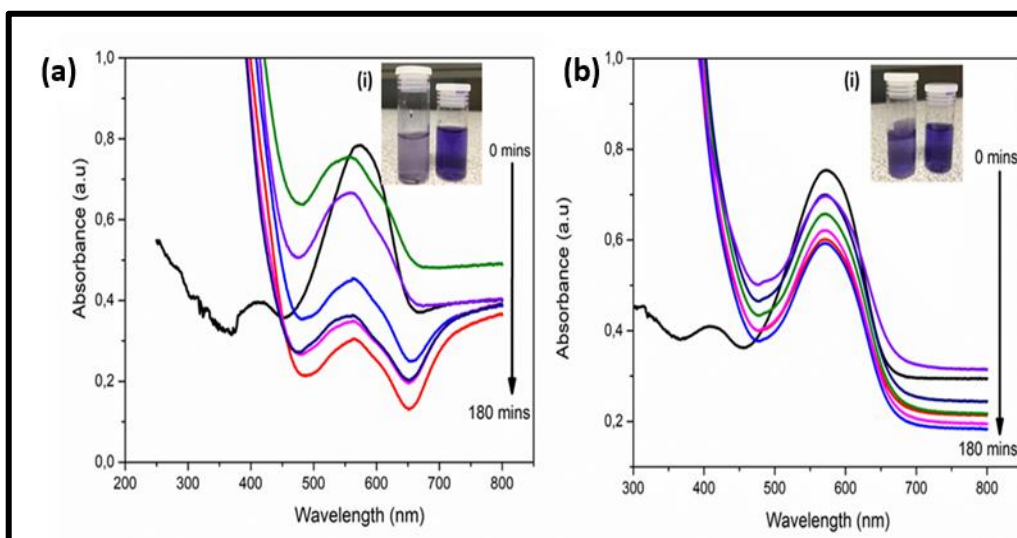 (a)
(i)
0 mins
180 mins
Absorbance (a.u)
1,0
0,8
0,6
0,4
0,2
0,0
200 300 400 500 600 700 800
Wavelength (nm)
(b)
(i)
0 mins
180 mins
Absorbance (a.u)
1,0
0,8
0,6
0,4
0,2
300 400 500 600 700 800
Wavelength (nm)